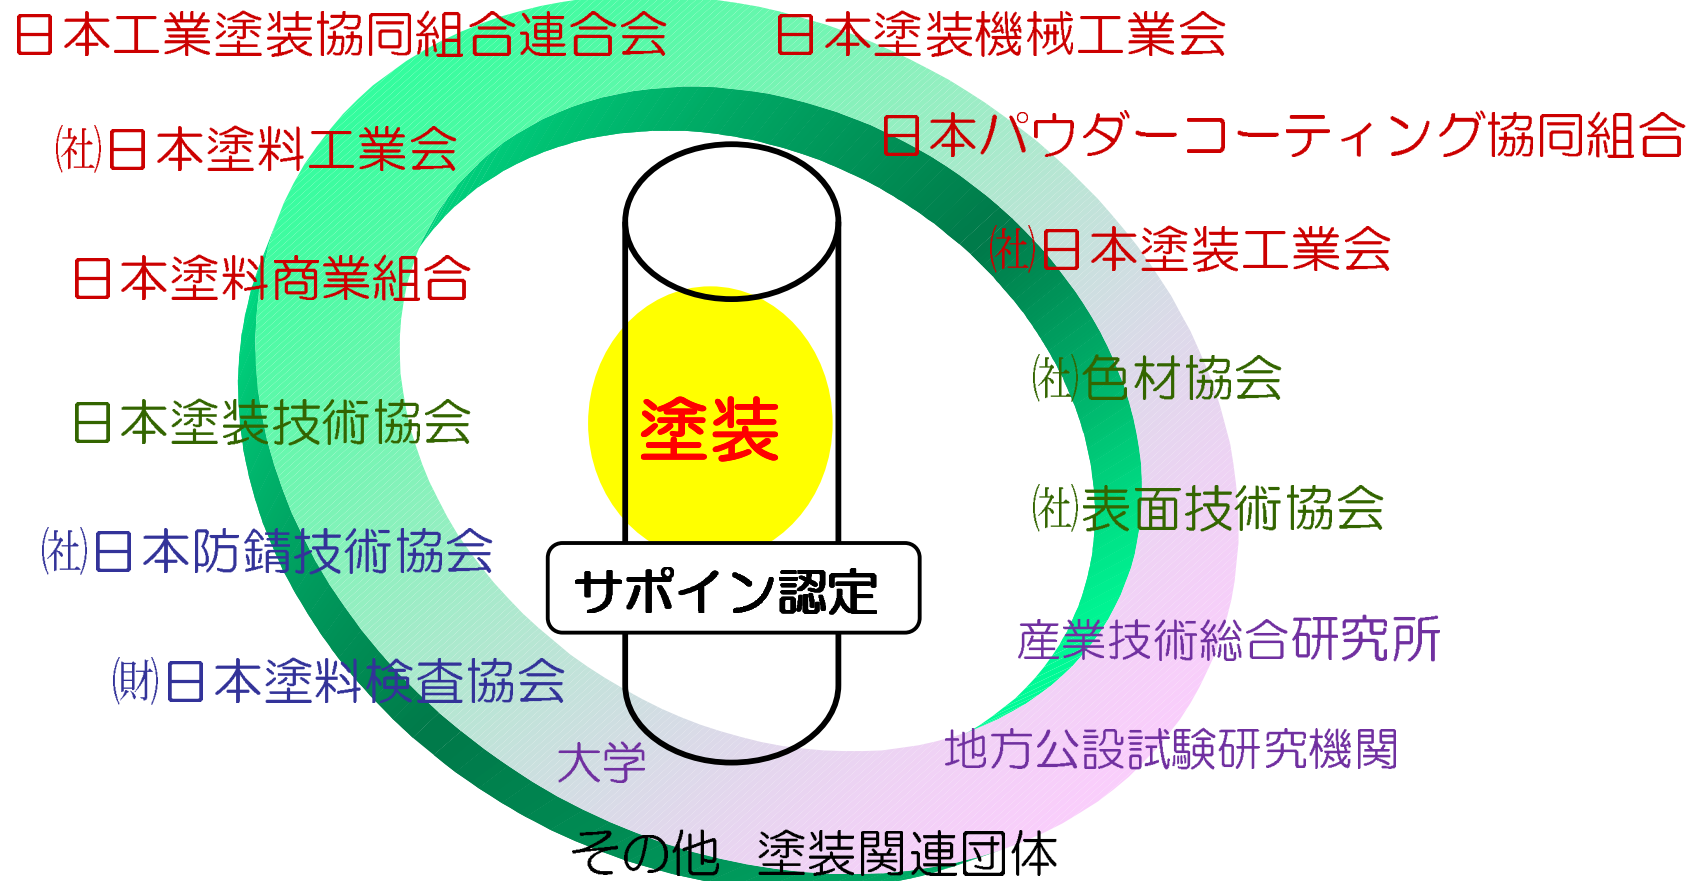 日本工業塗装協同組合連合会
日本塗装機械工業会
㈳日本塗料工業会
日本パウダーコーティング協同組合
㈳日本塗装工業会
日本塗料商業組合
㈳色材協会
塗装
日本塗装技術協会
㈳表面技術協会
㈳日本防錆技術協会
サポイン認定
産業技術総合研究所
㈶日本塗料検査協会
大学
地方公設試験研究機関
その他　塗装関連団体